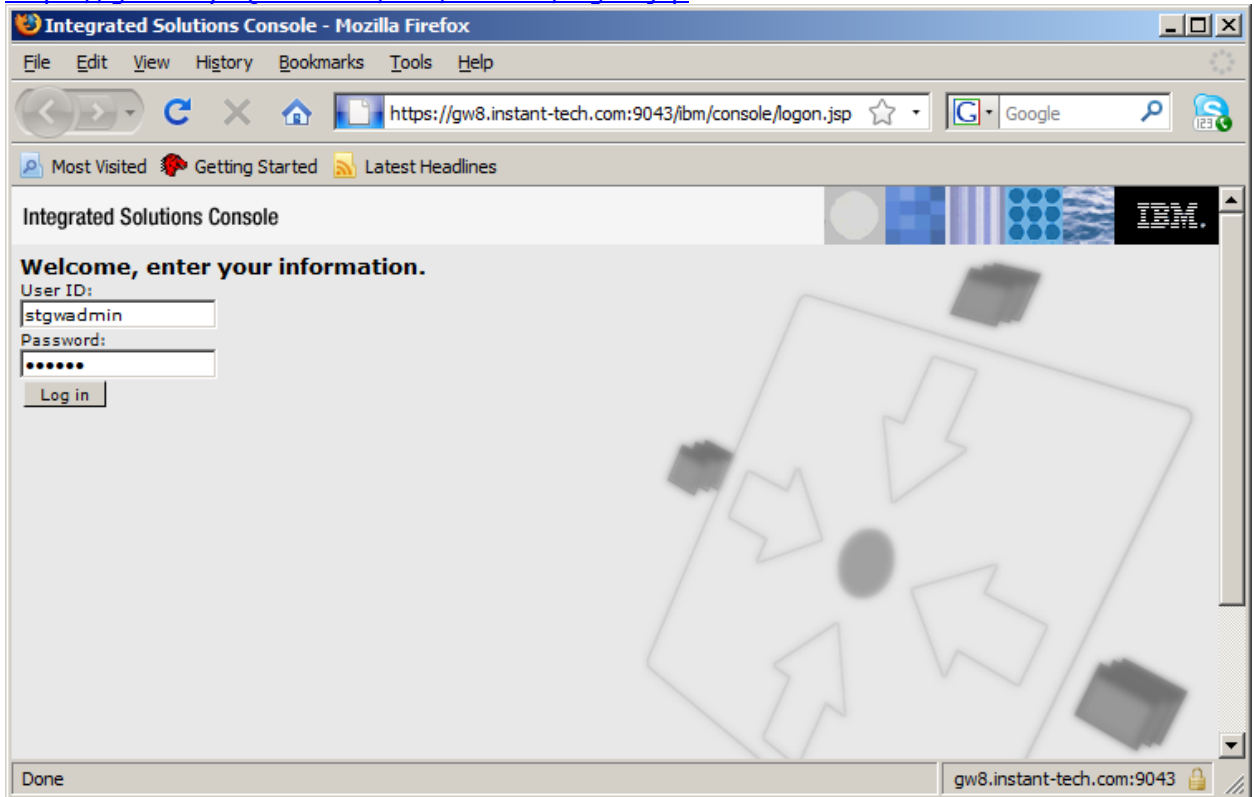 Integrated Solutions Console - Mozilla Firefox
File Edit View History Bookmarks Tools Help
https://gw8.instant-tech.com:9043/ibm/console/logon.jsp G Google 123
Most Visited Getting Started Latest Headlines
Integrated Solutions Console IBM.
Welcome, enter your information.
User ID:
stgwadmin
Password:
••••••
Log in
Done gw8.instant-tech.com:9043